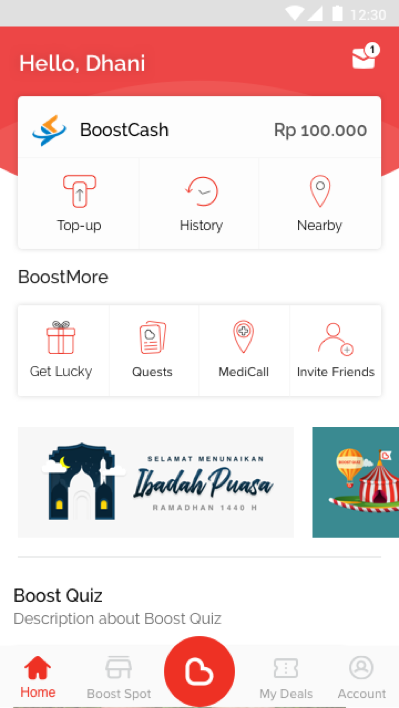 12:30
Hello, Dhani
1
BoostCash
Rp 100.000
Top-up
History
Nearby
BoostMore
Get Lucky
Quests
MediCall
Invite Friends
SELAMAT MENUNAIKAN
Ibadah Puasa
RAMADHAN 1440 H
Boost Quiz
Description about Boost Quiz
Home
Boost Spot
My Deals
Account